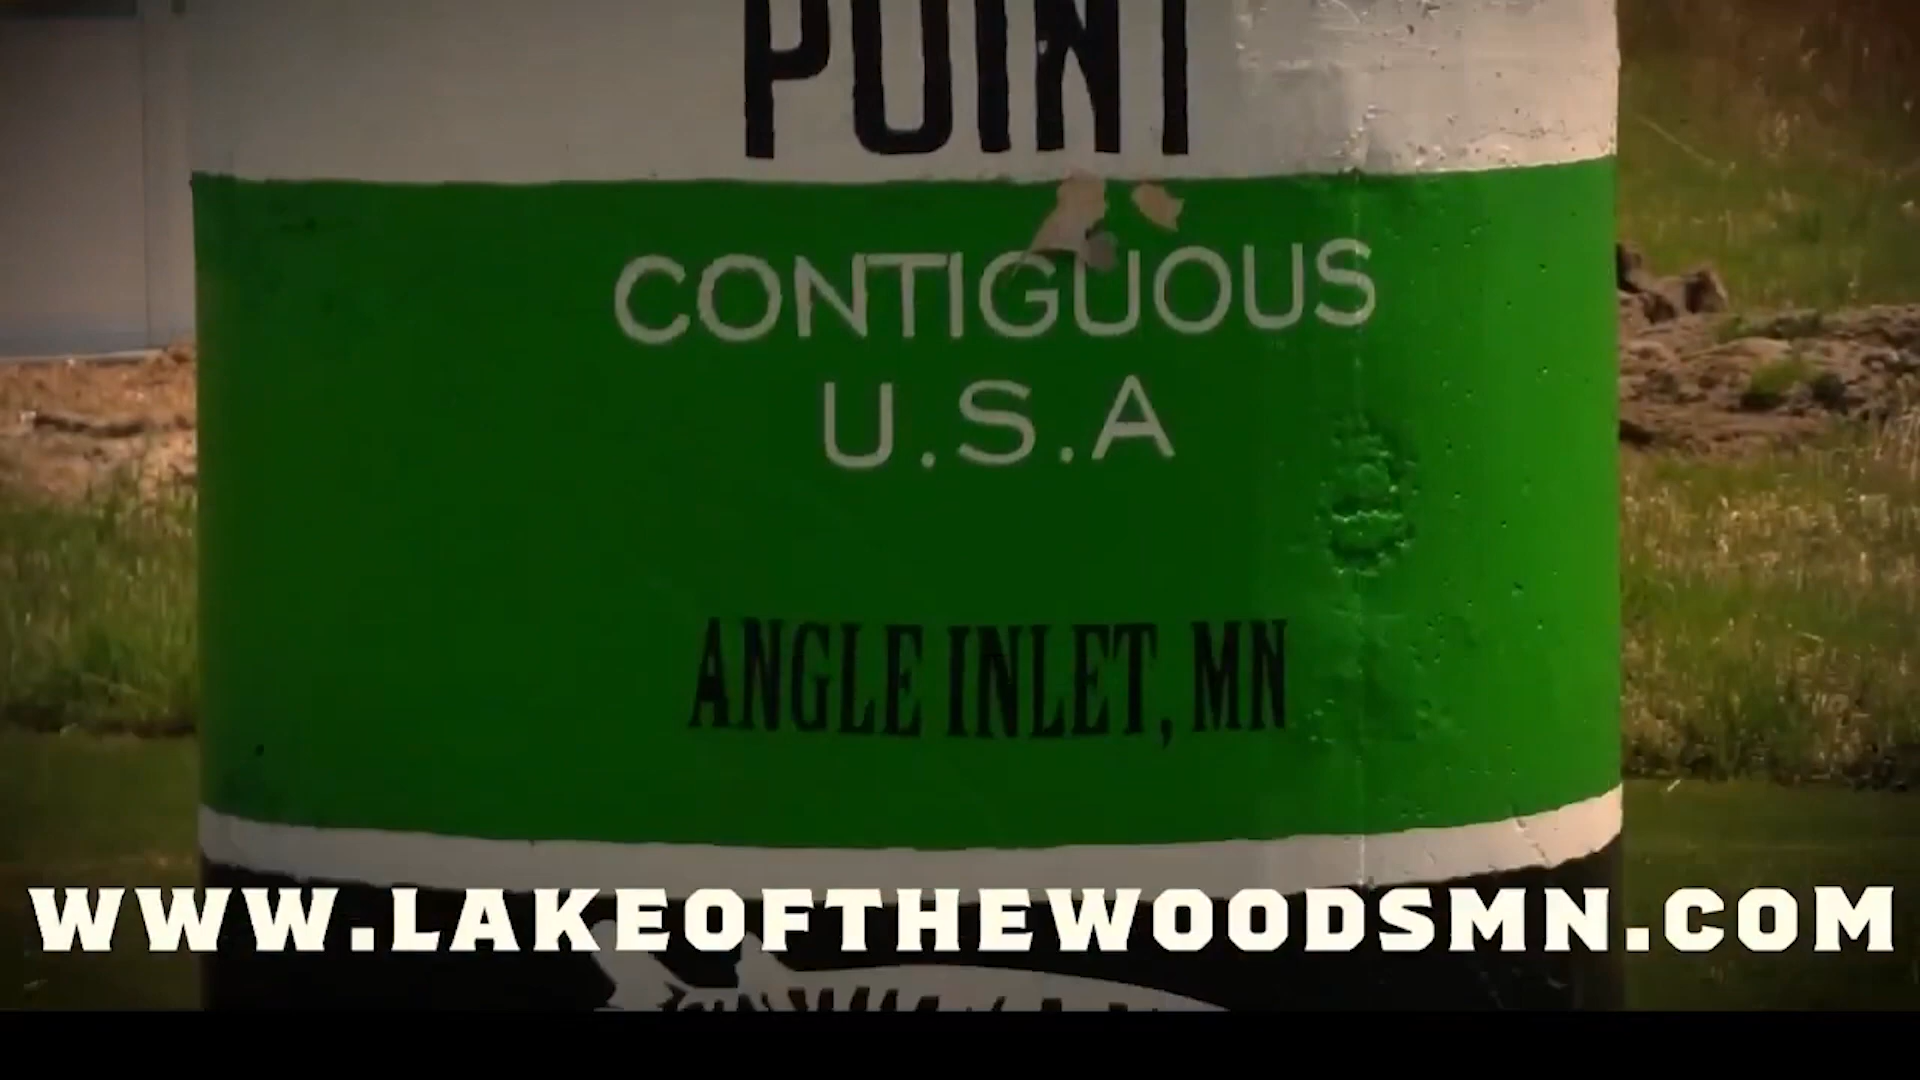 POINT
CONTIGUOUS
U.S.A
ANGLE INLET, MN
WWW.LAKEOFTHEWOODSMN.COM